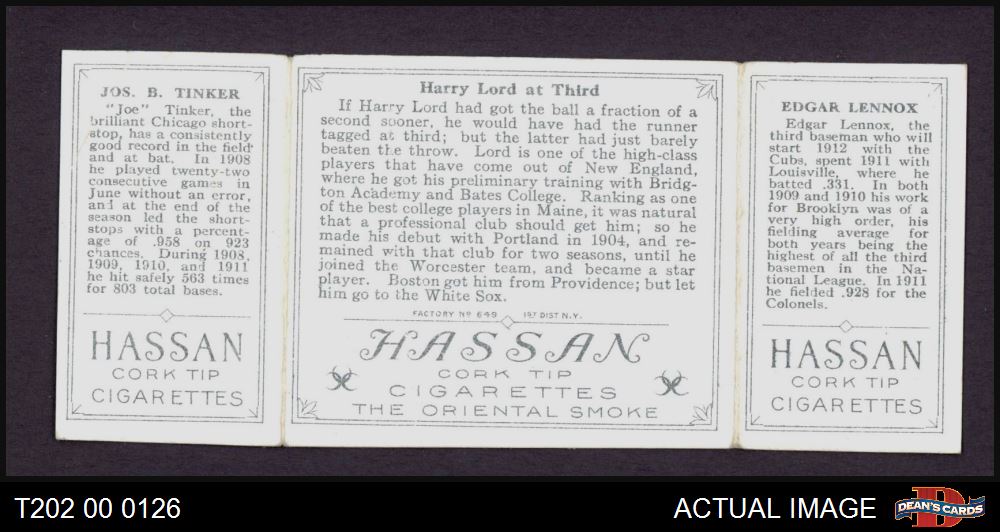 JOS. B. TINKER
"Joe" Tinker, the
brilliant Chicago short-
stop, has a consistently
good record in the field
and at bat. In 1908
he played twenty-two
consecutive games in
June without an error,
and at the end of the
season led the short-
stops with a percent-
age of .958 on 923
chances. During 1908,
1909, 1910, and 1911
he hit safely 563 times
for 803 total bases.
HASSAN
CORK TIP
CIGARETTES
Harry Lord at Third
If Harry Lord had got the ball a fraction of a
second sooner, he would have had the runner
tagged at third; but the latter had just barely
beaten the throw. Lord is one of the high-class
players that have come out of New England,
where he got his preliminary training with Bridg-
ton Academy and Bates College. Ranking as one
of the best college players in Maine, it was natural
that a professional club should get him; so he
made his debut with Portland in 1904, and re-
mained with that club for two seasons, until he
joined the Worcester team, and became a star
player. Boston got him from Providence; but let
him go to the White Sox.
FACTORY Nº 649 1ST DIST N.Y.
HASSAN
CORK TIP
CIGARETTES
THE ORIENTAL SMOKE
EDGAR LENNOX
Edgar Lennox, the
third baseman who will
start 1912 with the
Cubs, spent 1911 with
Louisville, where he
batted .331. In both
1909 and 1910 his work
for Brooklyn was of a
very high order, his
fielding average for
both years being the
highest of all the third
basemen in the Na-
tional League. In 1911
he fielded .928 for the
Colonels.
HASSAN
CORK TIP
CIGARETTES
T202 00 0126
ACTUAL IMAGE
D
DEAN'S CARDS